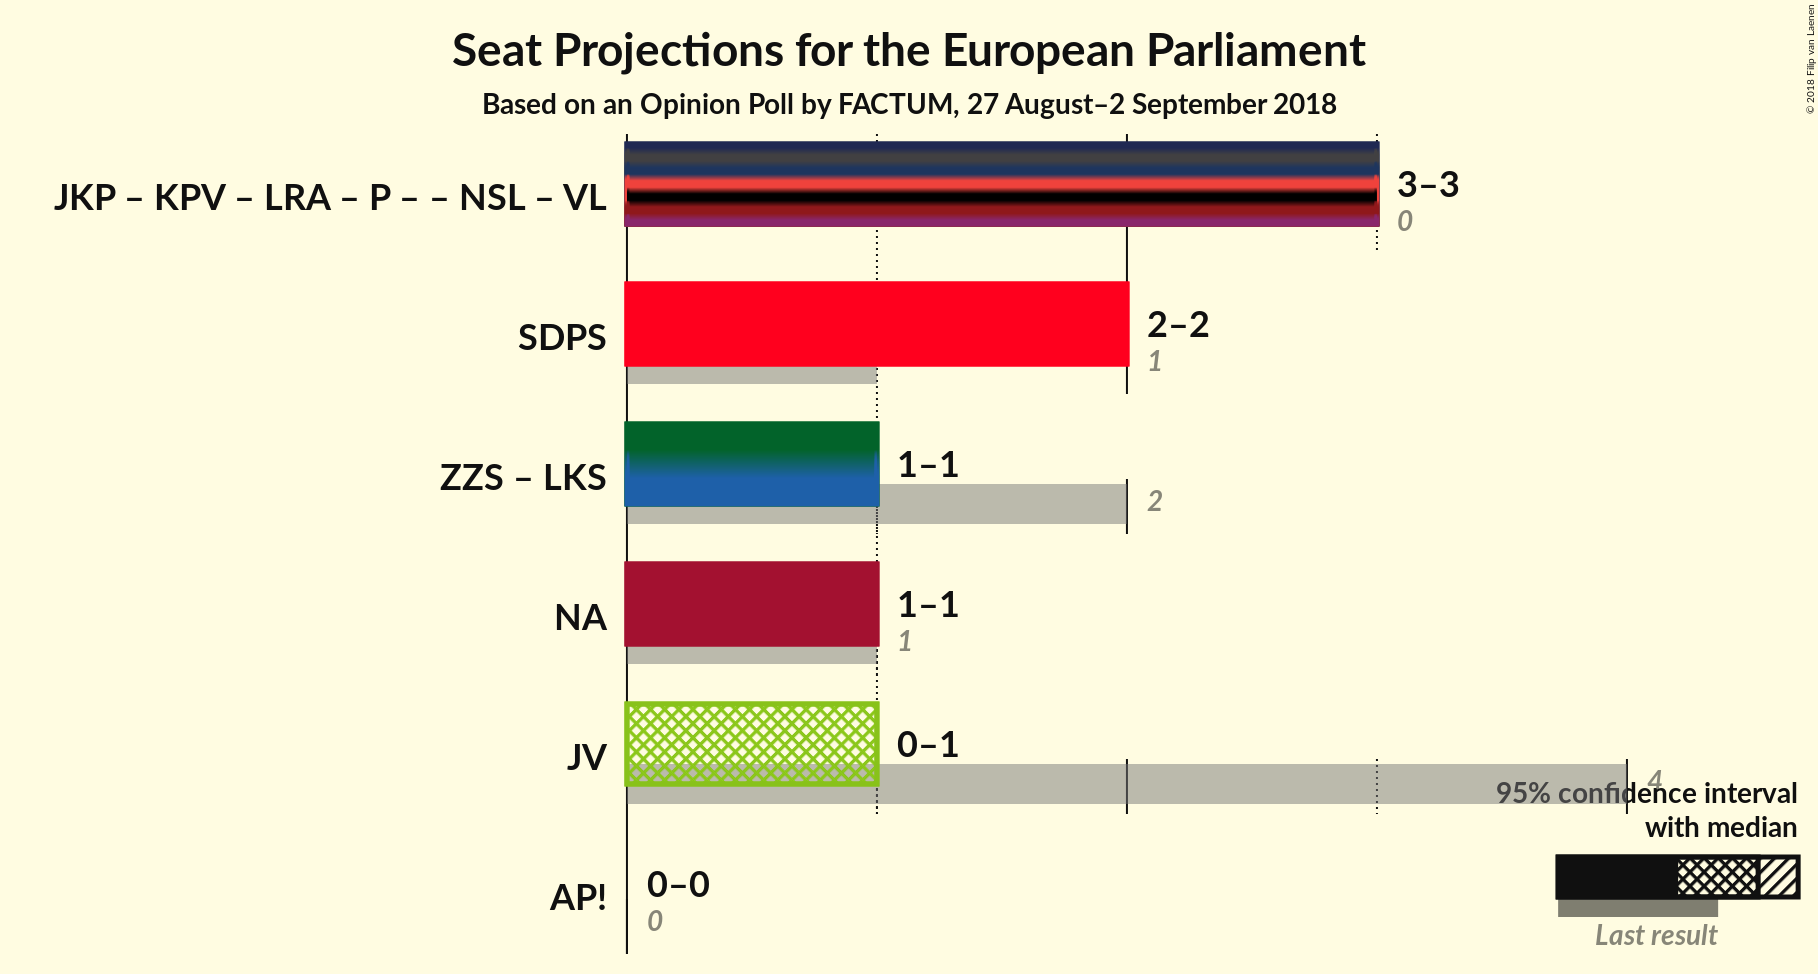 Seat Projections for the European Parliament
Based on an Opinion Poll by FACTUM, 27 August–2 September 2018
© 2018 Filip van Laenen
JKP – KPV – LRA – P – – NSL – VL
3–3
0
SDPS
2–2
1
ZZS – LKS
1–1
2
NA
1–1
1
JV
0–1
4
AP!
0–0
0
95% confidence interval
with median
Last result